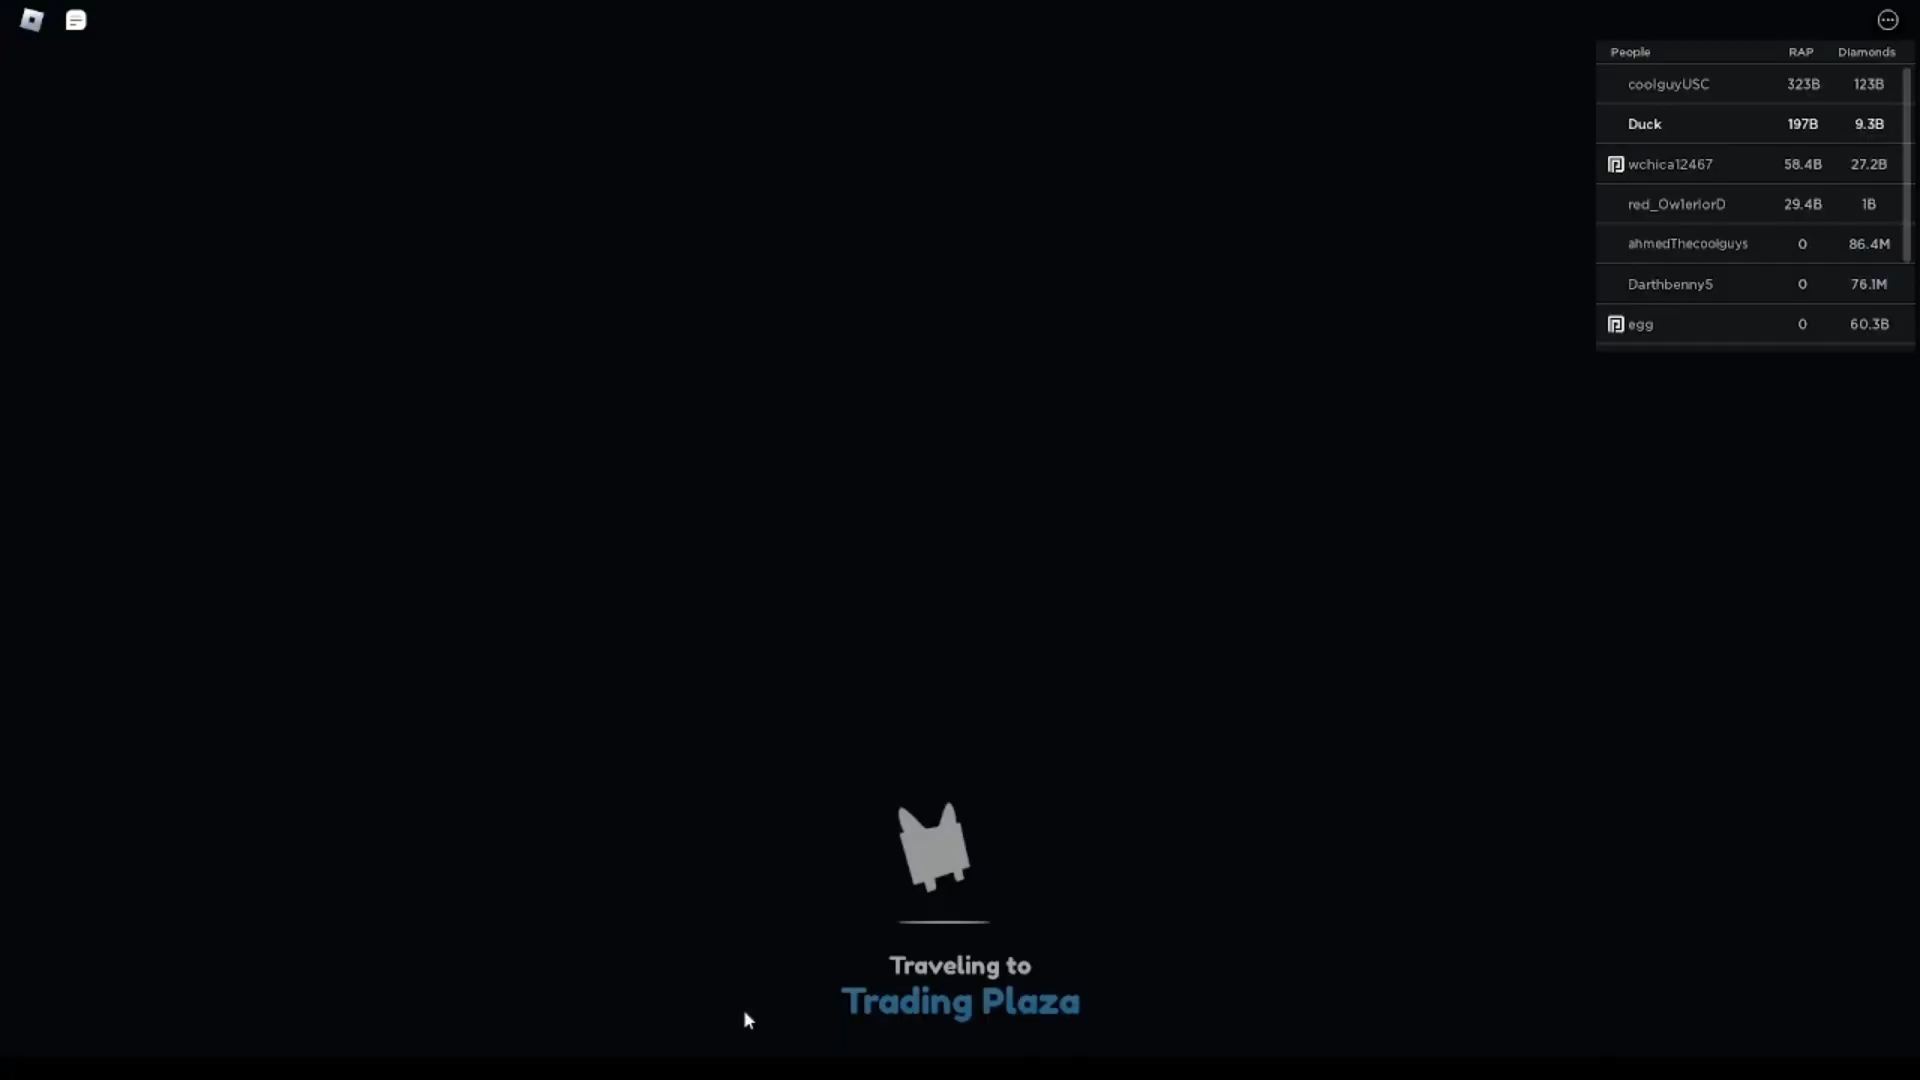 People RAP Diamonds
coolguyUSC 323B 123B
Duck 197B 9.3B
wchica12467 58.4B 27.2B
red_Ow1erlorD 29.4B 1B
ahmedThecoolguys 0 86.4M
Darthbenny5 0 76.1M
egg 0 60.3B
Traveling to
Trading Plaza